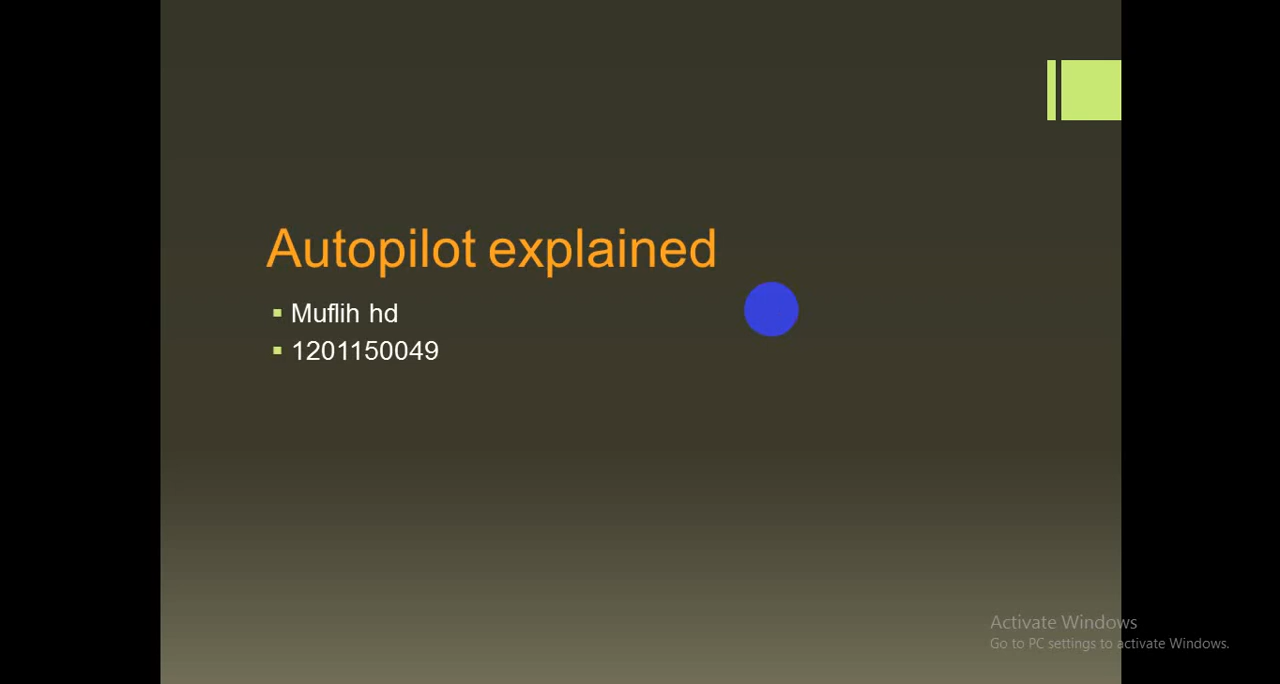 Autopilot explained
Muflih hd
1201150049
Activate Windows
Go to PC settings to activate Windows.